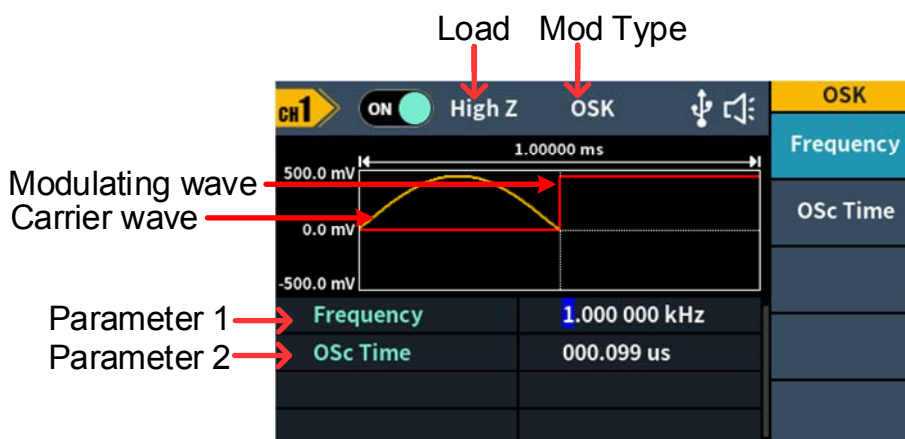 Load Mod Type
CH1 ON High Z OSK OSK
Frequency
1.00000 ms
500.0 mV
Modulating wave
Carrier wave
OSc Time
0.0 mV
-500.0 mV
Parameter 1 Frequency 1.000 000 kHz
Parameter 2 OSc Time 000.099 us